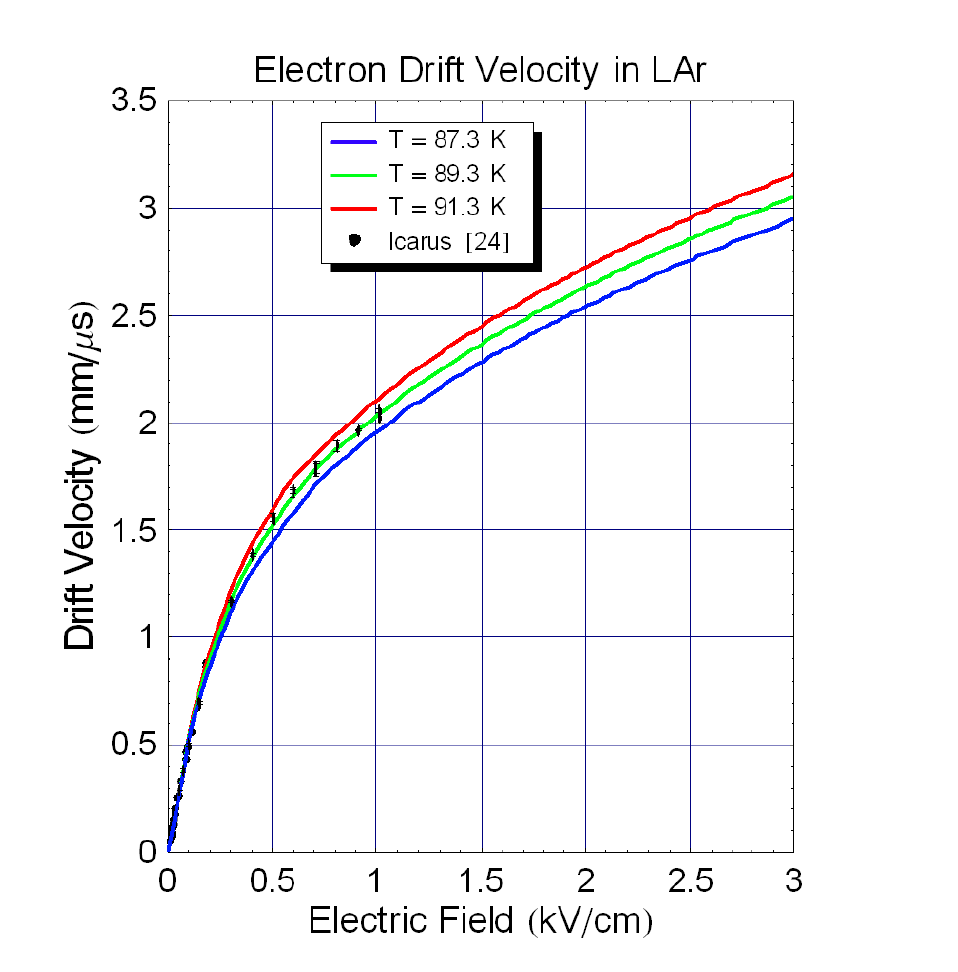 Electron Drift Velocity in LAr
3.5
3
2.5
2
1.5
1
0.5
0
T = 87.3 K
T = 89.3 K
T = 91.3 K
Icarus [24]
Drift Velocity (mm/μs)
0 0.5 1 1.5 2 2.5 3
Electric Field (kV/cm)